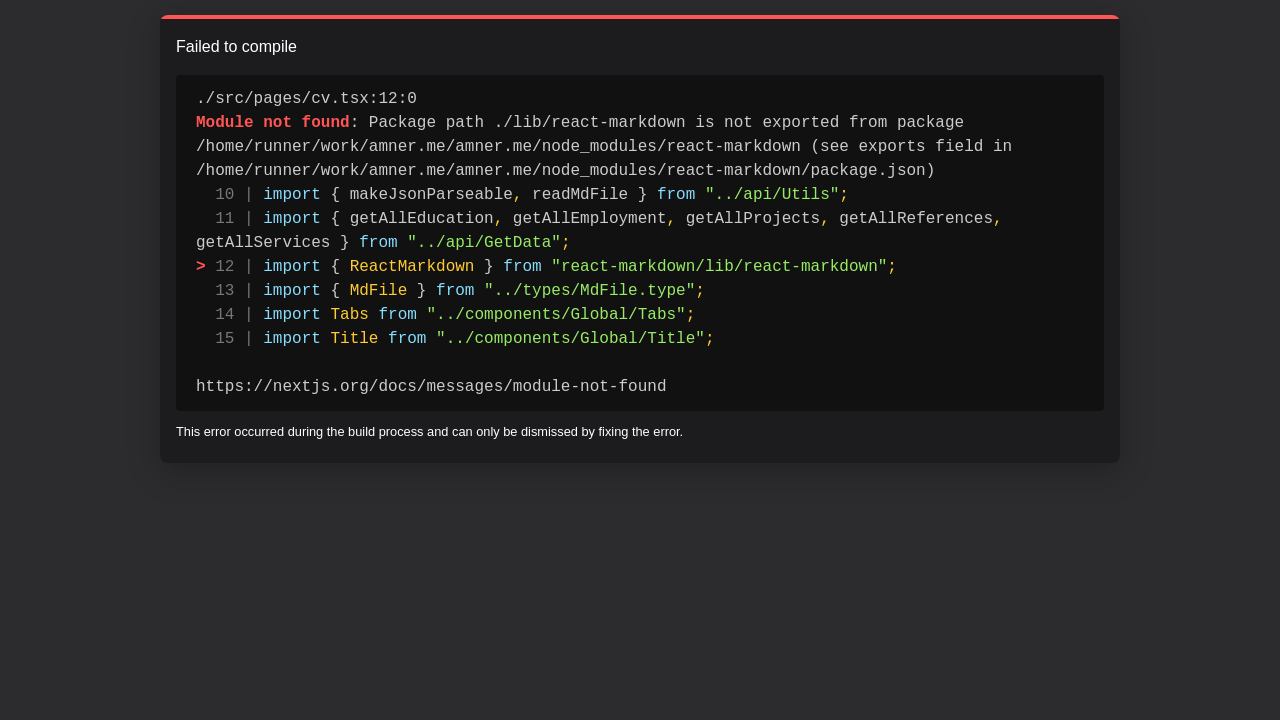 Failed to compile
./src/pages/cv.tsx:12:0
Module not found: Package path ./lib/react-markdown is not exported from package
/home/runner/work/amner.me/amner.me/node_modules/react-markdown (see exports field in
/home/runner/work/amner.me/amner.me/node_modules/react-markdown/package.json)
  10 | import { makeJsonParseable, readMdFile } from "../api/Utils";
  11 | import { getAllEducation, getAllEmployment, getAllProjects, getAllReferences,
getAllServices } from "../api/GetData";
> 12 | import { ReactMarkdown } from "react-markdown/lib/react-markdown";
  13 | import { MdFile } from "../types/MdFile.type";
  14 | import Tabs from "../components/Global/Tabs";
  15 | import Title from "../components/Global/Title";
https://nextjs.org/docs/messages/module-not-found
This error occurred during the build process and can only be dismissed by fixing the error.